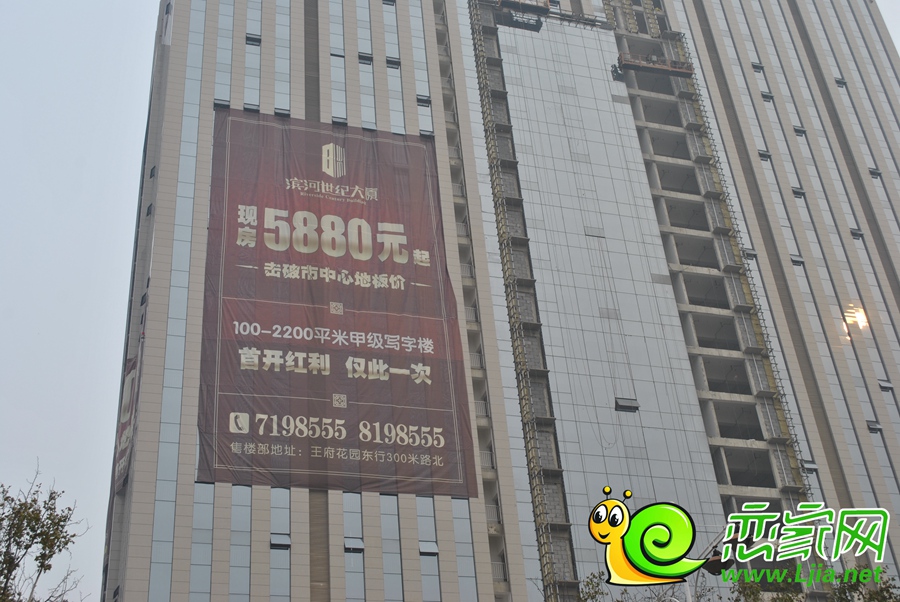 滨河世纪大厦
Riverside Century Building
现房5880元起
击破市中心地板价
100-2200平米甲级写字楼
首开红利 仅此一次
7198555 8198555
售楼部地址：王府花园东行300米路北
恋家网
www.Ljia.net